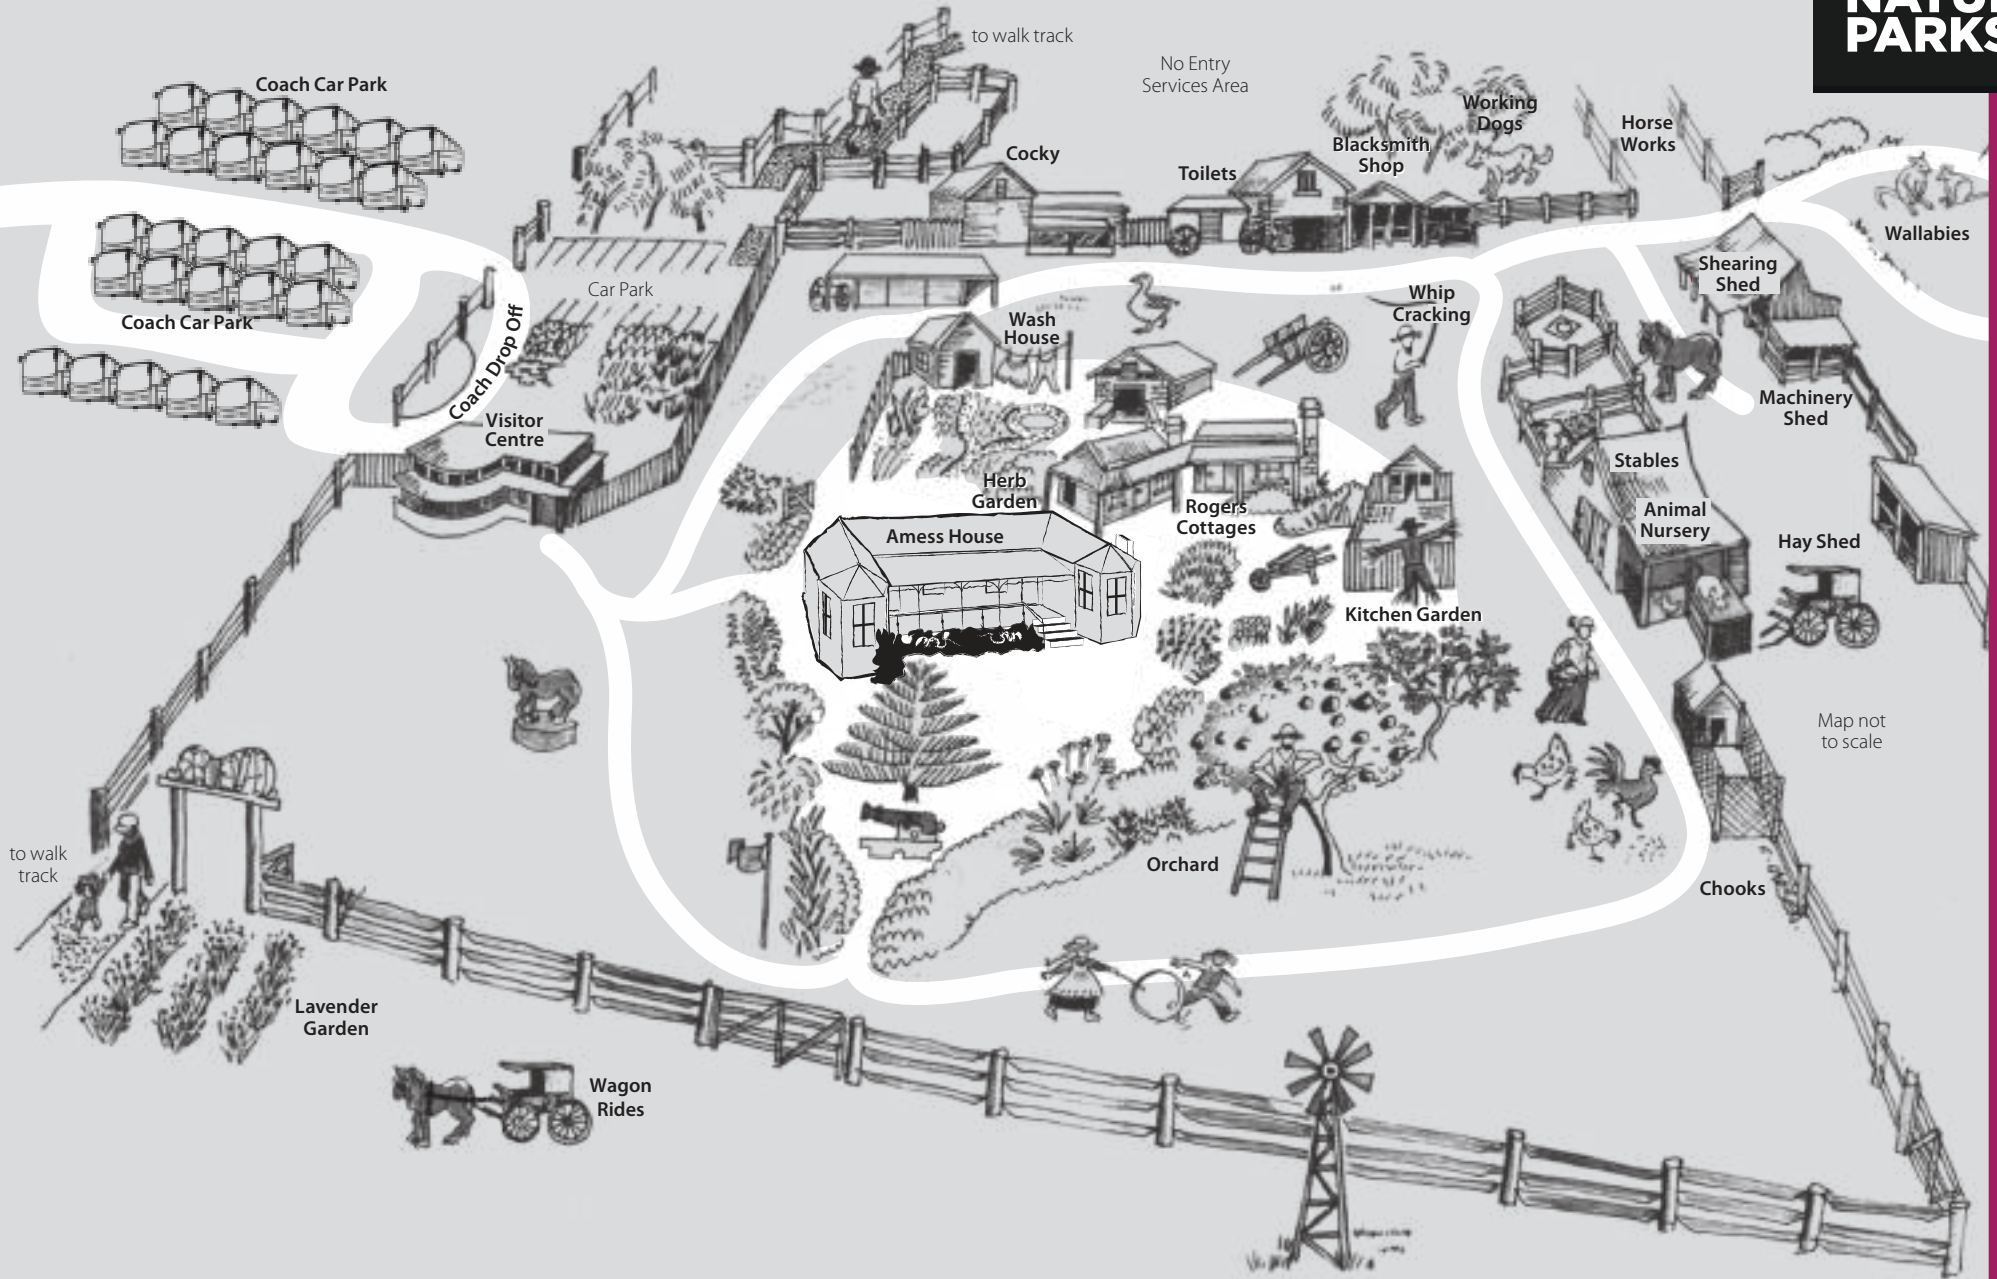 NATU
PARKS
to walk track
No Entry
Services Area
Coach Car Park
Working
Dogs
Horse
Works
Blacksmith
Shop
Cocky
Toilets
Wallabies
Shearing
Shed
Car Park
Whip
Cracking
Coach Car Park
Wash
House
Coach Drop Off
Machinery
Shed
Visitor
Centre
Stables
Herb
Garden
Rogers
Cottages
Animal
Nursery
Amess House
Hay Shed
Kitchen Garden
Map not
to scale
to walk
track
Orchard
Chooks
Lavender
Garden
Wagon
Rides